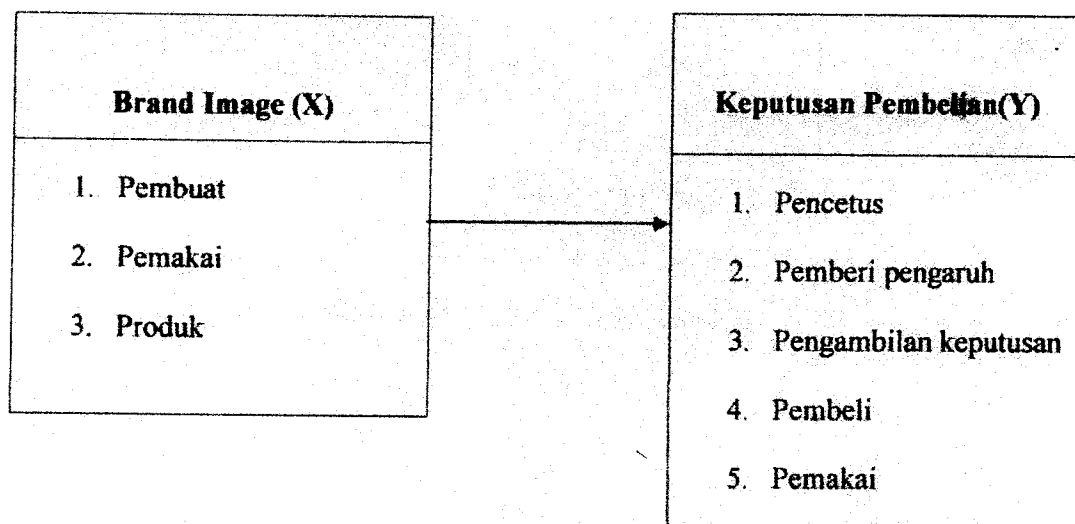 Brand Image (X)
1. Pembuat
2. Pemakai
3. Produk
Keputusan Pembelian(Y)
1. Pencetus
2. Pemberi pengaruh
3. Pengambilan keputusan
4. Pembeli
5. Pemakai